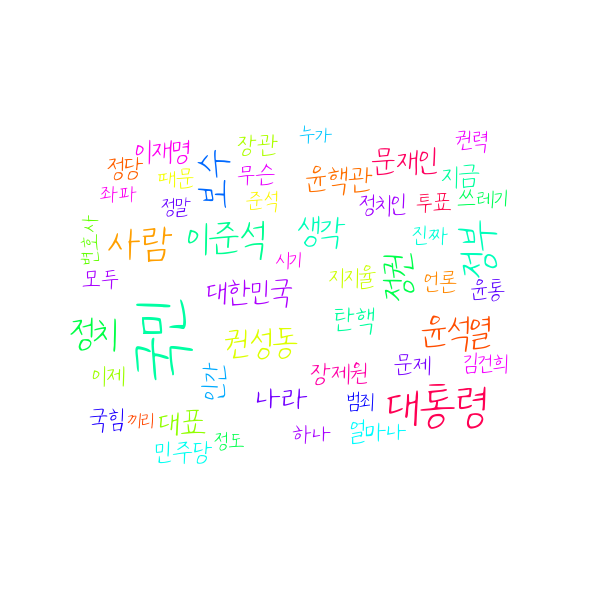 누가
이재명
장관
권력
정당
보수
무슨
윤핵관
문재인
지금
좌파
때문
정말
준석
정치인
투표
쓰레기
변호사
사람
이준석
생각
진짜
정부
모두
시기
대한민국
지지율
정권
언론
윤통
정치
국민
권성동
탄핵
윤석열
이제
인간
장제원
문제
김건희
국힘
끼리
대표
나라
범죄
대통령
민주당
정도
하나
얼마나